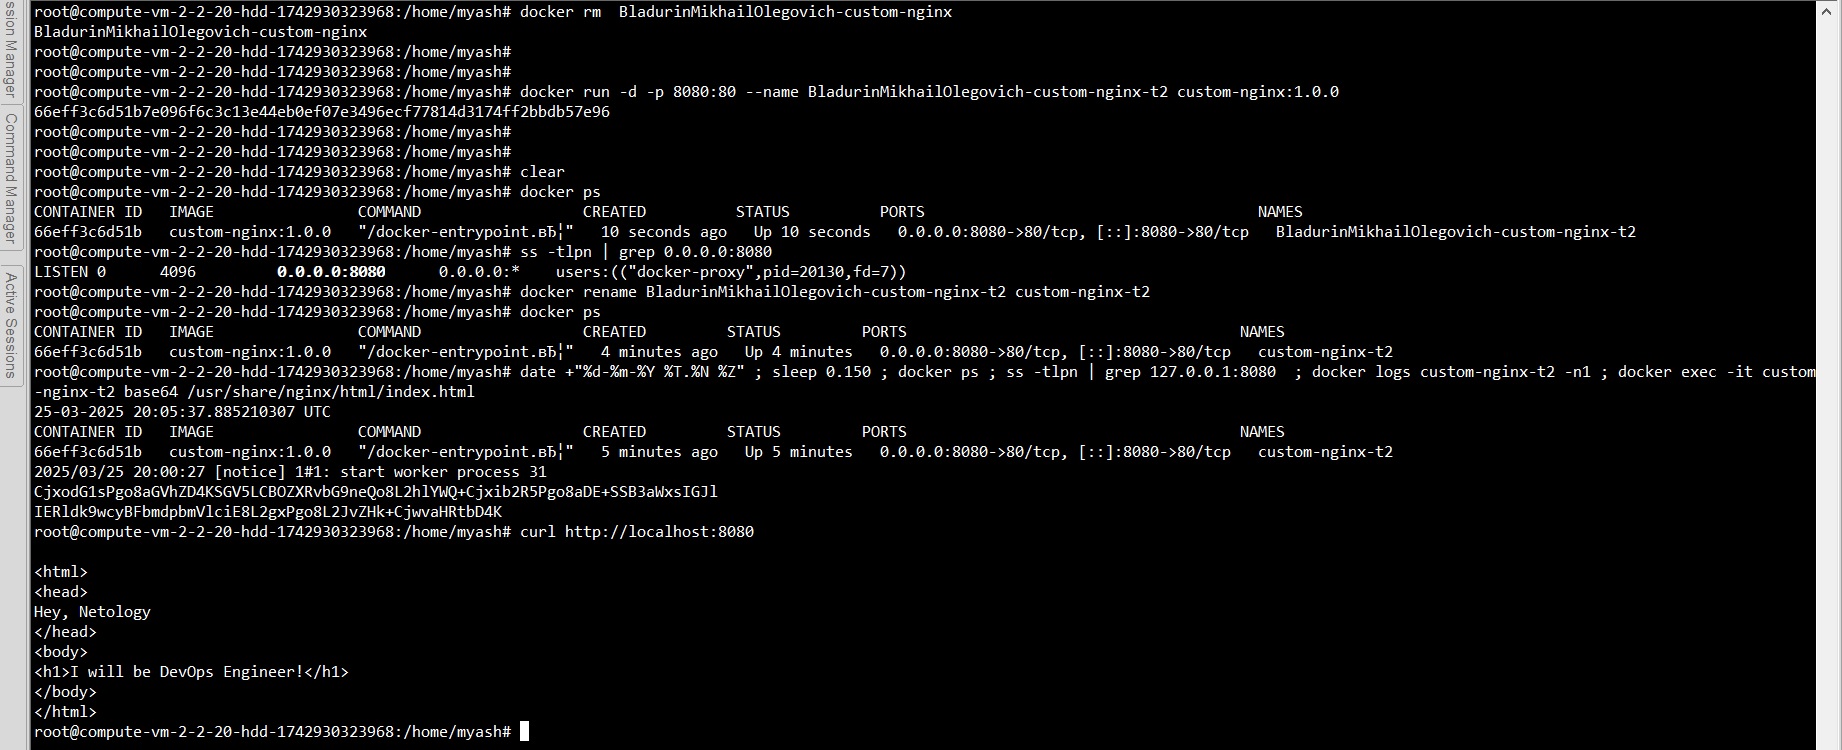 ssion Manager
Command Manager
Active Sessions
root@compute-vm-2-2-20-hdd-1742930323968:/home/myash# docker rm  BladurinMikhailOlegovich-custom-nginx
BladurinMikhailOlegovich-custom-nginx
root@compute-vm-2-2-20-hdd-1742930323968:/home/myash#
root@compute-vm-2-2-20-hdd-1742930323968:/home/myash#
root@compute-vm-2-2-20-hdd-1742930323968:/home/myash# docker run -d -p 8080:80 --name BladurinMikhailOlegovich-custom-nginx-t2 custom-nginx:1.0.0
66eff3c6d51b7e096f6c3c13e44eb0ef07e3496ecf77814d3174ff2bbdb57e96
root@compute-vm-2-2-20-hdd-1742930323968:/home/myash#
root@compute-vm-2-2-20-hdd-1742930323968:/home/myash#
root@compute-vm-2-2-20-hdd-1742930323968:/home/myash# clear
root@compute-vm-2-2-20-hdd-1742930323968:/home/myash# docker ps
CONTAINER ID   IMAGE                COMMAND                  CREATED          STATUS          PORTS                                     NAMES
66eff3c6d51b   custom-nginx:1.0.0   "/docker-entrypoint.вЂ¦"   10 seconds ago   Up 10 seconds   0.0.0.0:8080->80/tcp, [::]:8080->80/tcp   BladurinMikhailOlegovich-custom-nginx-t2
root@compute-vm-2-2-20-hdd-1742930323968:/home/myash# ss -tlpn | grep 0.0.0.0:8080
LISTEN 0      4096         0.0.0.0:8080      0.0.0.0:*    users:(("docker-proxy",pid=20130,fd=7))
root@compute-vm-2-2-20-hdd-1742930323968:/home/myash# docker rename BladurinMikhailOlegovich-custom-nginx-t2 custom-nginx-t2
root@compute-vm-2-2-20-hdd-1742930323968:/home/myash# docker ps
CONTAINER ID   IMAGE                COMMAND                  CREATED         STATUS         PORTS                                     NAMES
66eff3c6d51b   custom-nginx:1.0.0   "/docker-entrypoint.вЂ¦"   4 minutes ago   Up 4 minutes   0.0.0.0:8080->80/tcp, [::]:8080->80/tcp   custom-nginx-t2
root@compute-vm-2-2-20-hdd-1742930323968:/home/myash# date +"%d-%m-%Y %T.%N %Z" ; sleep 0.150 ; docker ps ; ss -tlpn | grep 127.0.0.1:8080  ; docker logs custom-nginx-t2 -n1 ; docker exec -it custom
-nginx-t2 base64 /usr/share/nginx/html/index.html
25-03-2025 20:05:37.885210307 UTC
CONTAINER ID   IMAGE                COMMAND                  CREATED         STATUS         PORTS                                     NAMES
66eff3c6d51b   custom-nginx:1.0.0   "/docker-entrypoint.вЂ¦"   5 minutes ago   Up 5 minutes   0.0.0.0:8080->80/tcp, [::]:8080->80/tcp   custom-nginx-t2
2025/03/25 20:00:27 [notice] 1#1: start worker process 31
CjxodG1sPgo8aGVhZD4KSGV5LCBOZXRvbG9neQo8L2hlYWQ+Cjxib2R5Pgo8aDE+SSB3aWxsIGJl
IERldk9wcyBFbmdpbmVlciE8L2gxPgo8L2JvZHk+CjwvaHRtbD4K
root@compute-vm-2-2-20-hdd-1742930323968:/home/myash# curl http://localhost:8080
<html>
<head>
Hey, Netology
</head>
<body>
<h1>I will be DevOps Engineer!</h1>
</body>
</html>
root@compute-vm-2-2-20-hdd-1742930323968:/home/myash#